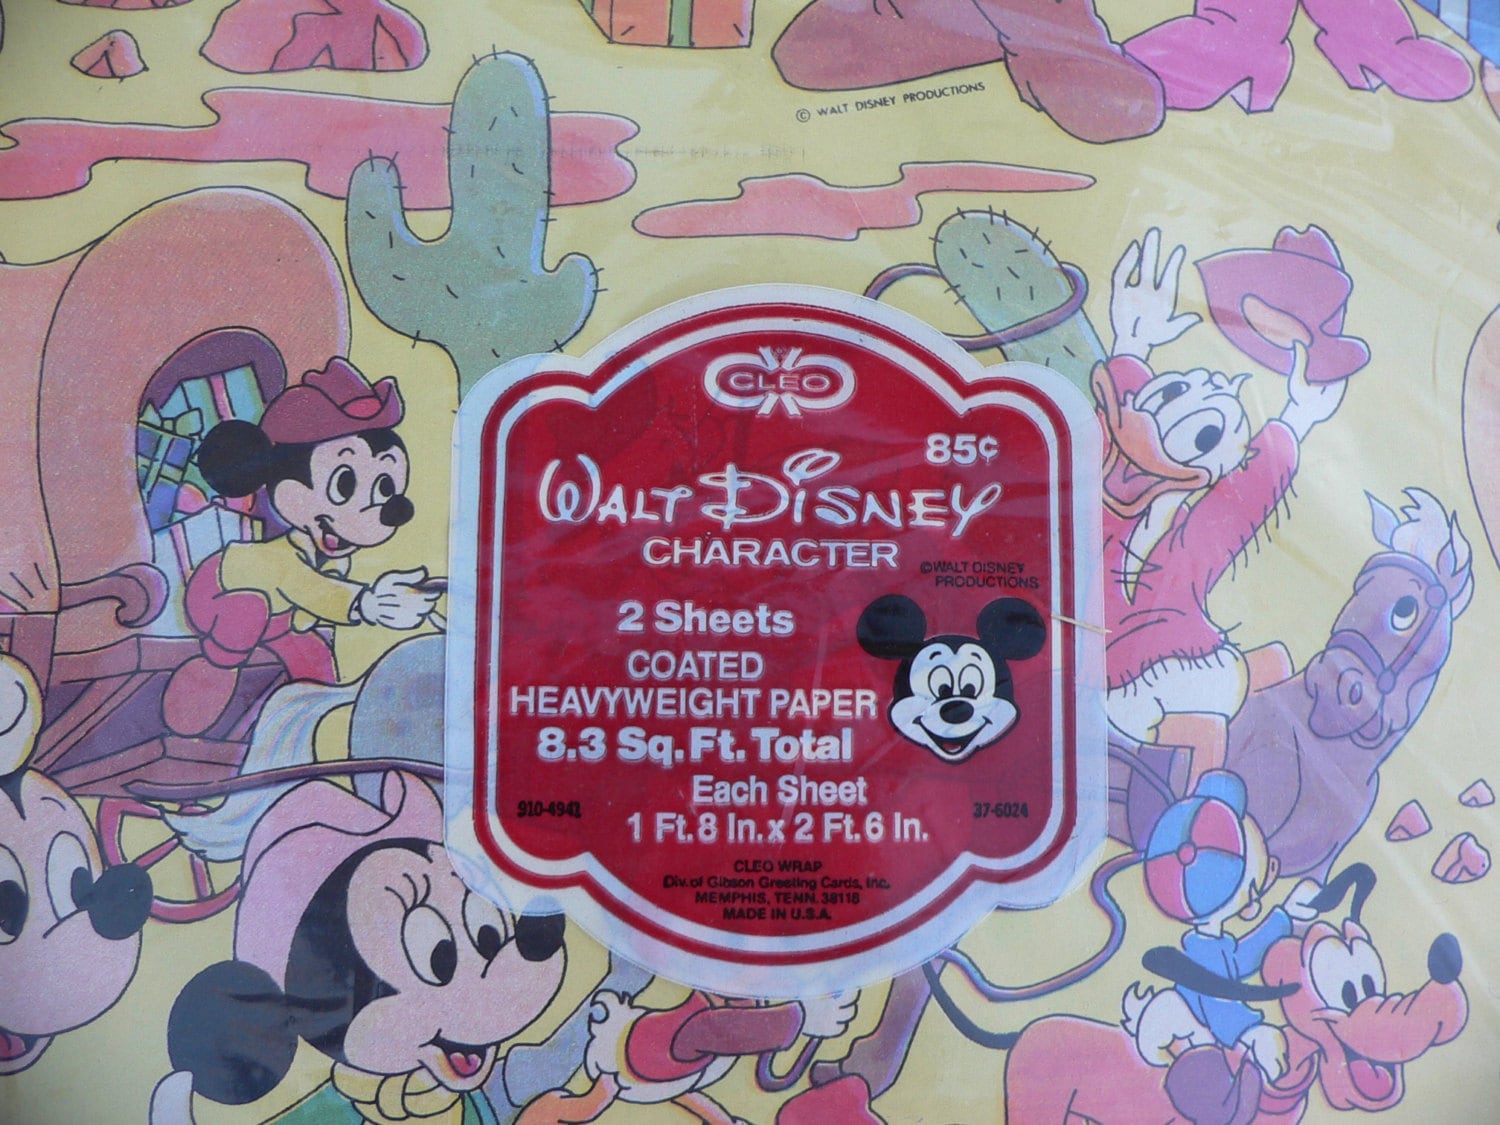 © WALT DISNEY PRODUCTIONS
CLEO
85¢
WALT DISNEY
CHARACTER
©WALT DISNEY
PRODUCTIONS
2 Sheets
COATED
HEAVYWEIGHT PAPER
8.3 Sq. Ft. Total
Each Sheet
1 Ft. 8 In. x 2 Ft. 6 In.
910-4941
37-6024
CLEO WRAP
Div. of Gibson Greeting Cards, Inc.
MEMPHIS, TENN. 38118
MADE IN U.S.A.